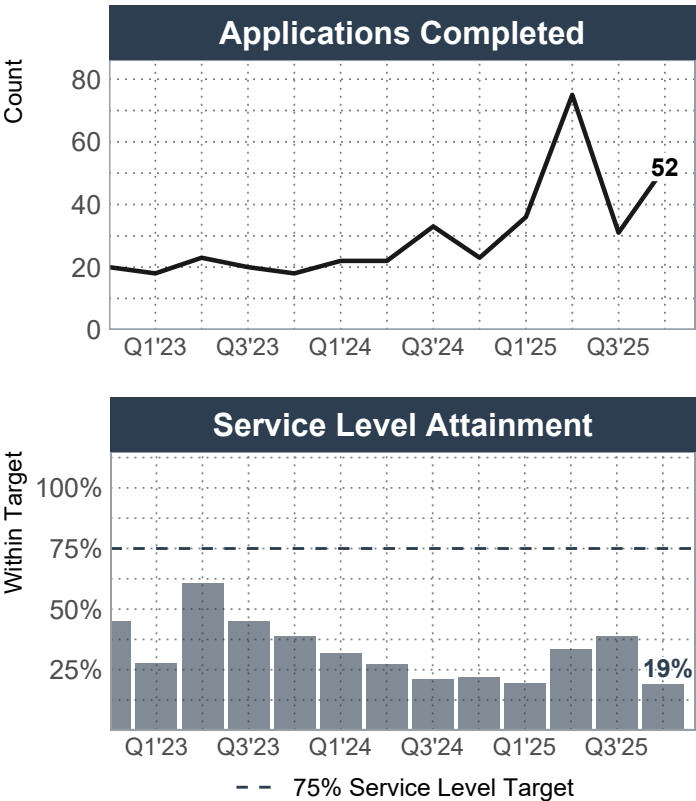 Applications Completed
Count
80
60
52
40
20
0
Q1'23 Q3'23 Q1'24 Q3'24 Q1'25 Q3'25
Service Level Attainment
Within Target
100%
75%
50%
25%
19%
Q1'23 Q3'23 Q1'24 Q3'24 Q1'25 Q3'25
75% Service Level Target